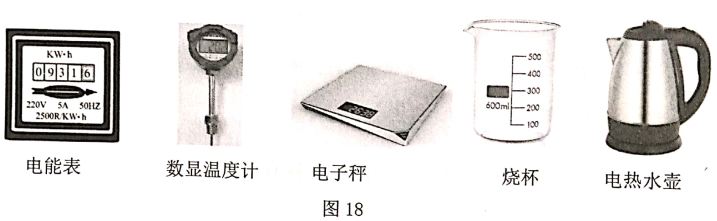 KW·h
09316
220V 5A 50HZ
2500R/KW·h
500
400
300
600ml
200
100
电能表
数显温度计
电子秤
烧杯
电热水壶
图 18